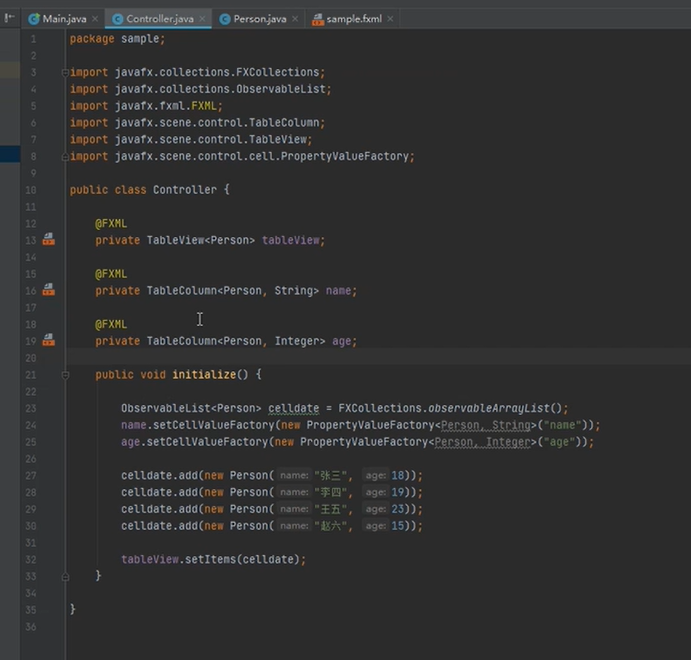 Main.java Controller.java Person.java sample.fxml
1 package sample;
2
3 import javafx.collections.FXCollections;
4 import javafx.collections.ObservableList;
5 import javafx.fxml.FXML;
6 import javafx.scene.control.TableColumn;
7 import javafx.scene.control.TableView;
8 import javafx.scene.control.cell.PropertyValueFactory;
9
10 public class Controller {
11
12 @FXML
13 private TableView<Person> tableView;
14
15 @FXML
16 private TableColumn<Person, String> name;
17
18 @FXML
19 private TableColumn<Person, Integer> age;
20
21 public void initialize() {
22
23 ObservableList<Person> celldate = FXCollections.observableArrayList();
24 name.setCellValueFactory(new PropertyValueFactory<Person, String>("name"));
25 age.setCellValueFactory(new PropertyValueFactory<Person, Integer>("age"));
26
27 celldate.add(new Person( name: "张三", age: 18));
28 celldate.add(new Person( name: "李四", age: 19));
29 celldate.add(new Person( name: "王五", age: 23));
30 celldate.add(new Person( name: "赵六", age: 15));
31
32 tableView.setItems(celldate);
33 }
34
35 }
36